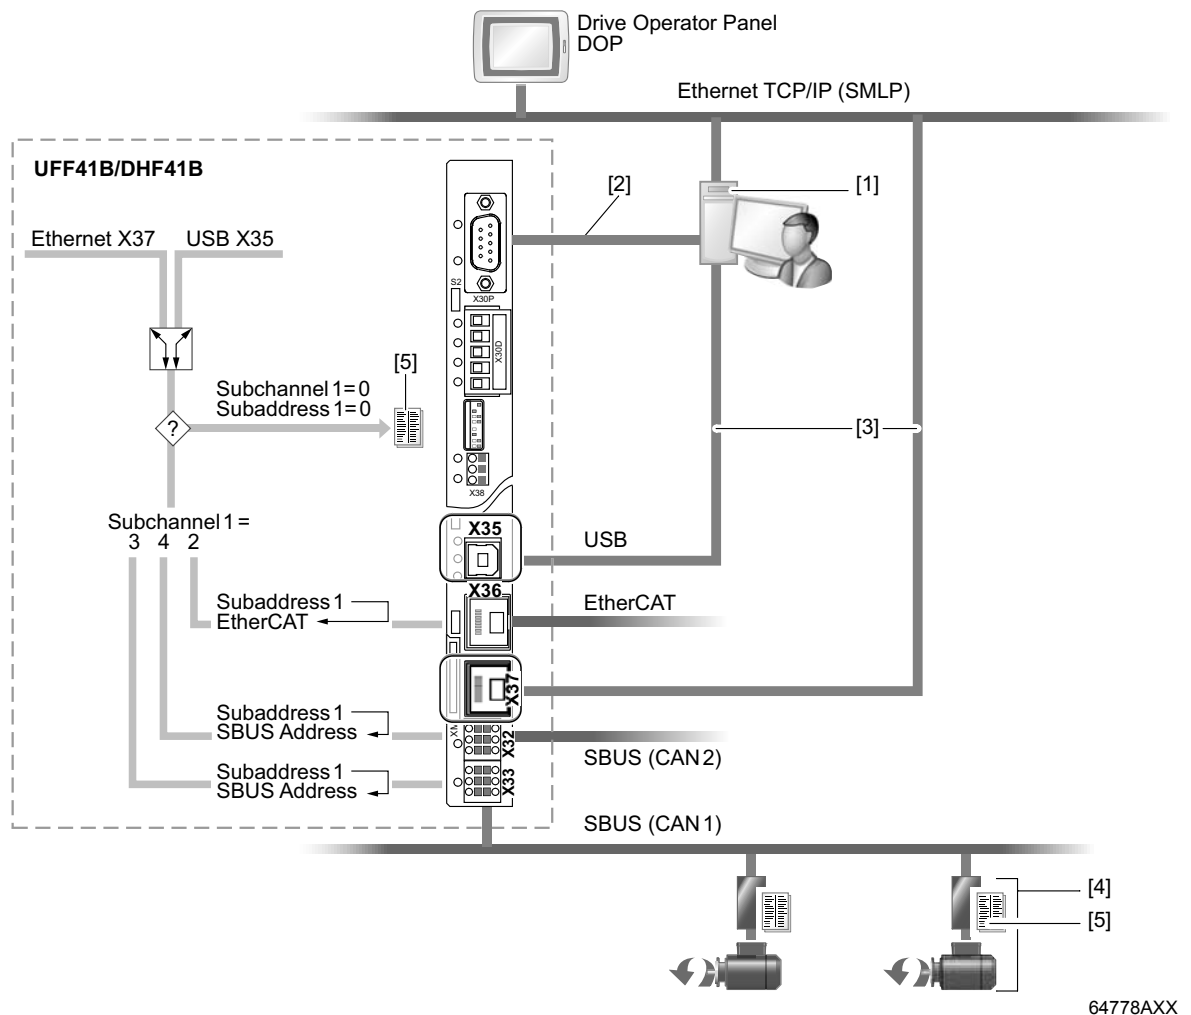 Drive Operator Panel
DOP
Ethernet TCP/IP (SMLP)
UFF41B/DHF41B
[2]
[1]
Ethernet X37
USB X35
S2
X30P
X30D
[5]
Subchannel 1=0
Subaddress 1=0
?
[3]
X38
Subchannel 1 =
3 4 2
X35
USB
X36
EtherCAT
Subaddress 1
EtherCAT
X37
Subaddress 1
SBUS Address
XM
X32
SBUS (CAN 2)
Subaddress 1
SBUS Address
X33
SBUS (CAN 1)
[4]
[5]
64778AXX